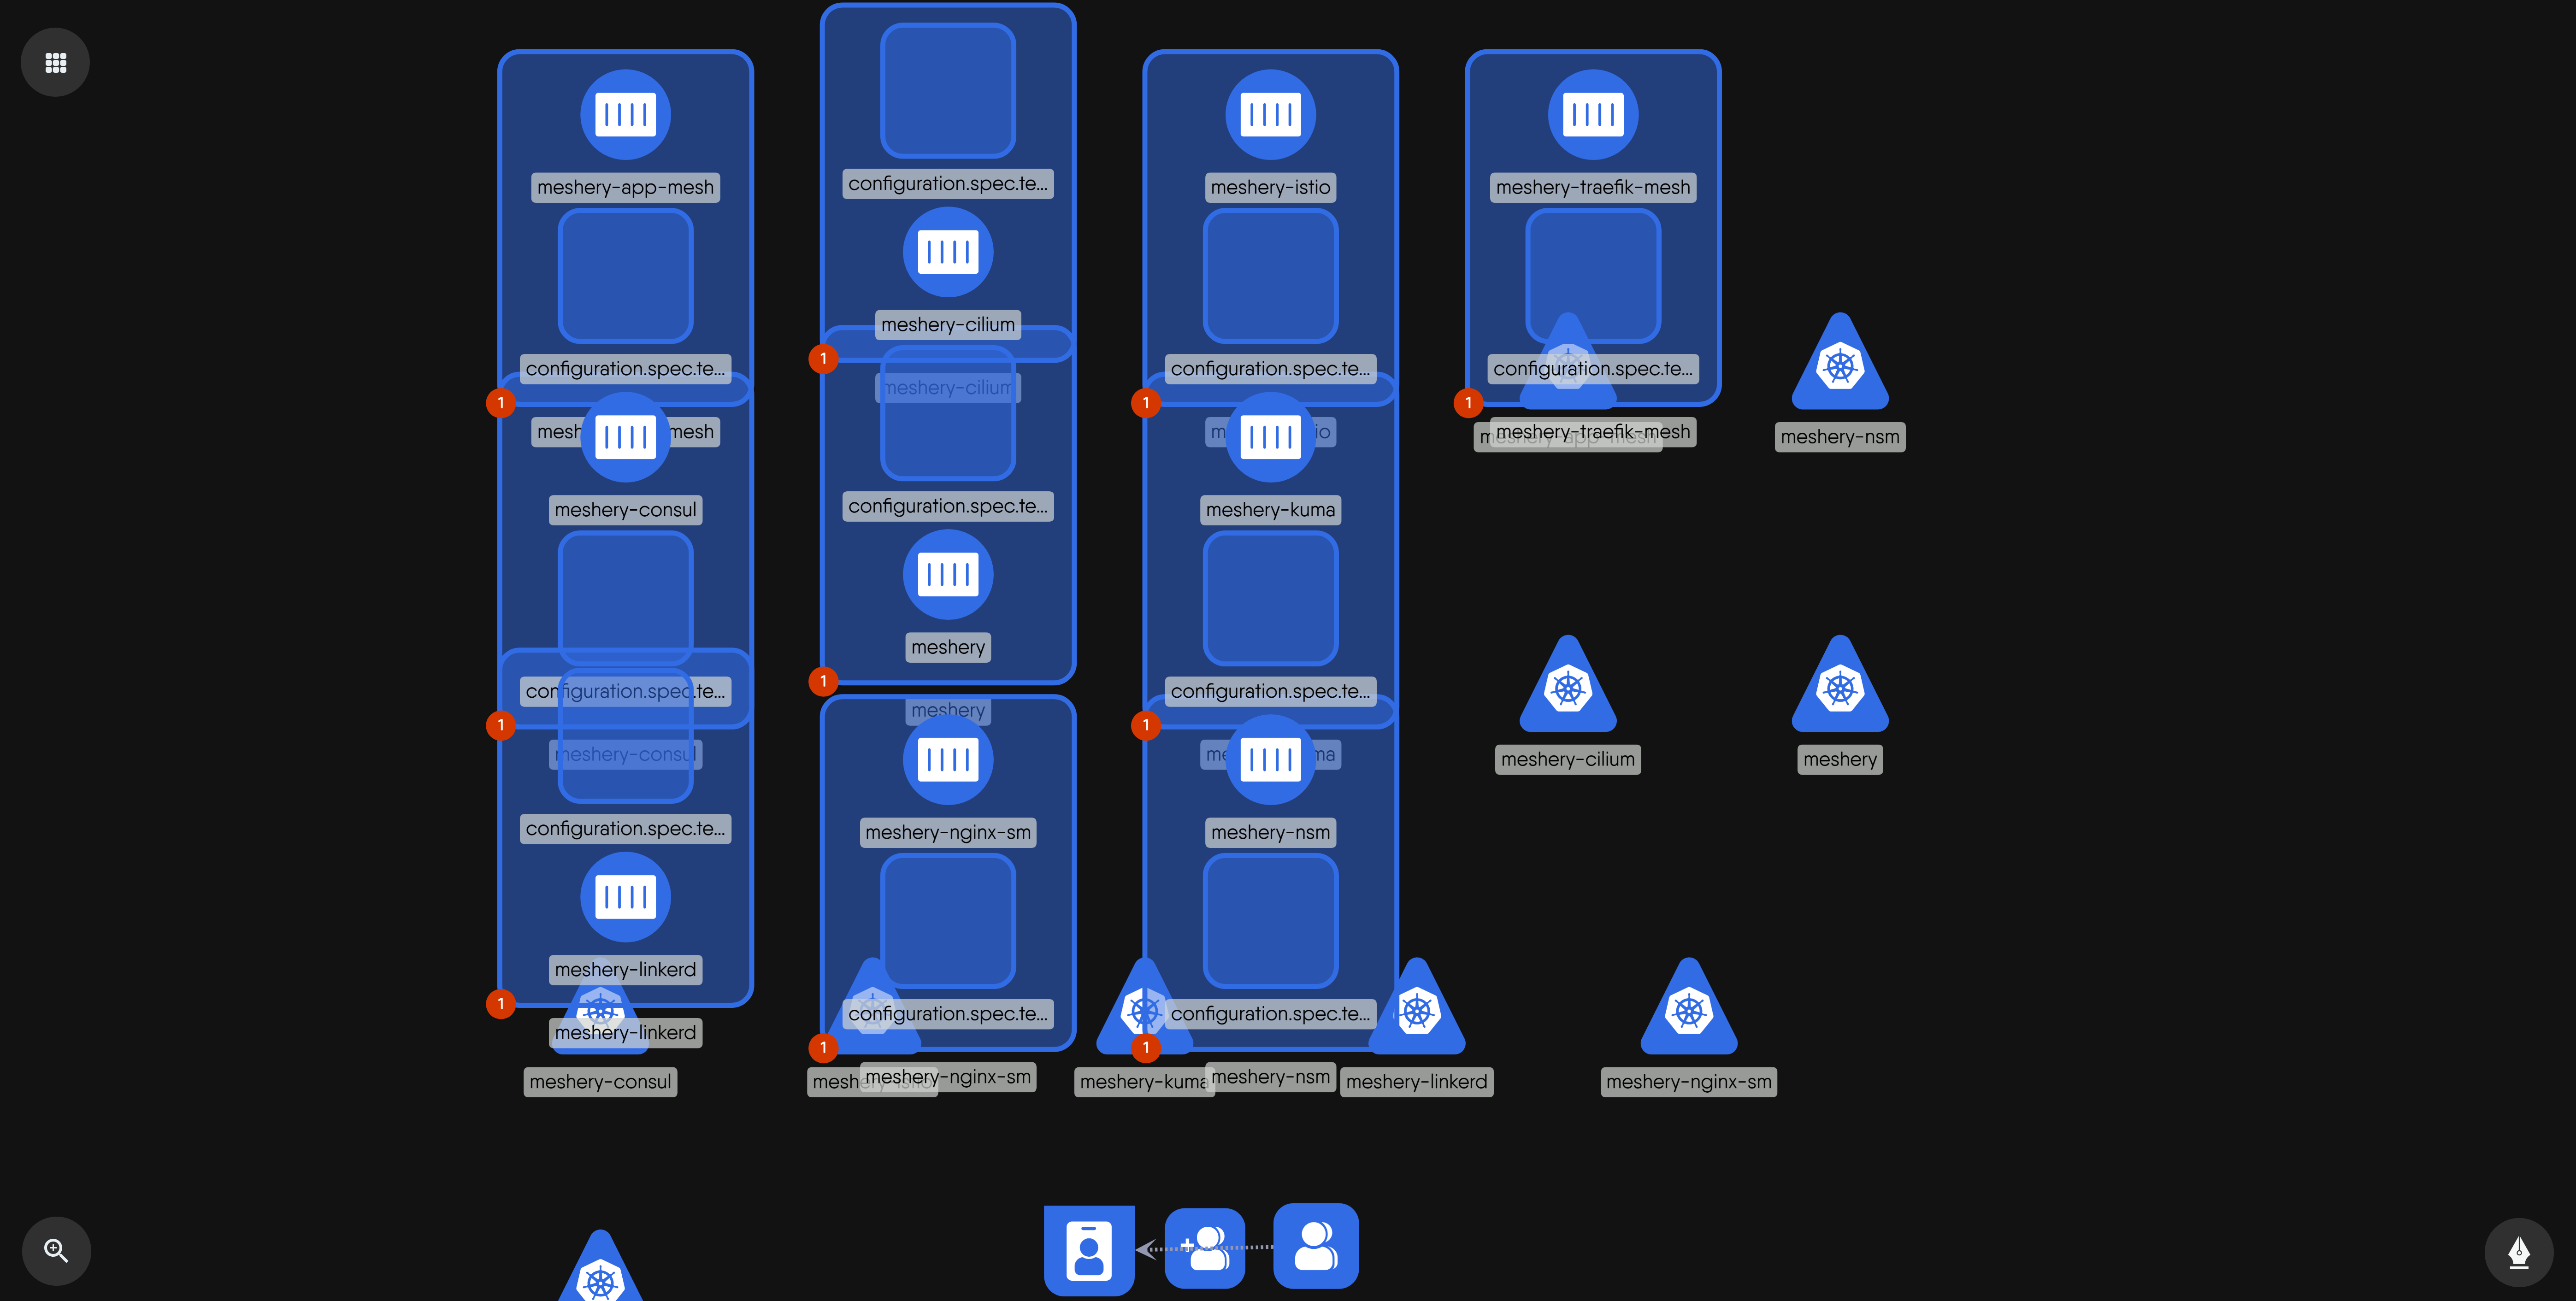 meshery-app-mesh
configuration.spec.te...
1
mesh mesh
meshery-consul
configuration.spec.te...
1
meshery-consul
configuration.spec.te...
meshery-linkerd
1
meshery-linkerd
meshery-consul
configuration.spec.te...
meshery-cilium
1
meshery-cilium
configuration.spec.te...
meshery
1
meshery
meshery-nginx-sm
configuration.spec.te...
1
meshery-nginx-sm
meshery-istio
configuration.spec.te...
1
m io
meshery-kuma
configuration.spec.te...
1
me ma
meshery-nsm
configuration.spec.te...
1
meshery-kuma
meshery-nsm
meshery-linkerd
meshery-traefik-mesh
configuration.spec.te...
1
meshery-traefik-mesh
meshery-nsm
meshery-cilium
meshery
meshery-nginx-sm